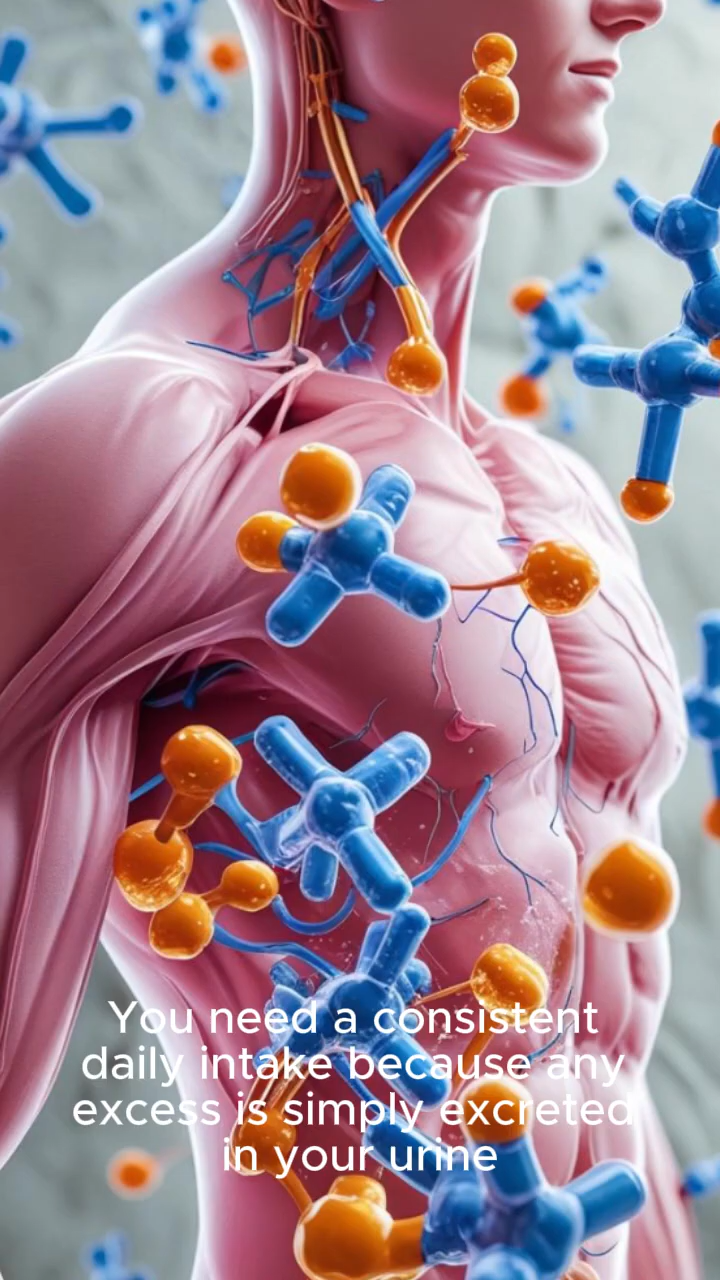 You need a consistent
daily intake because any
excess is simply excreted
in your urine